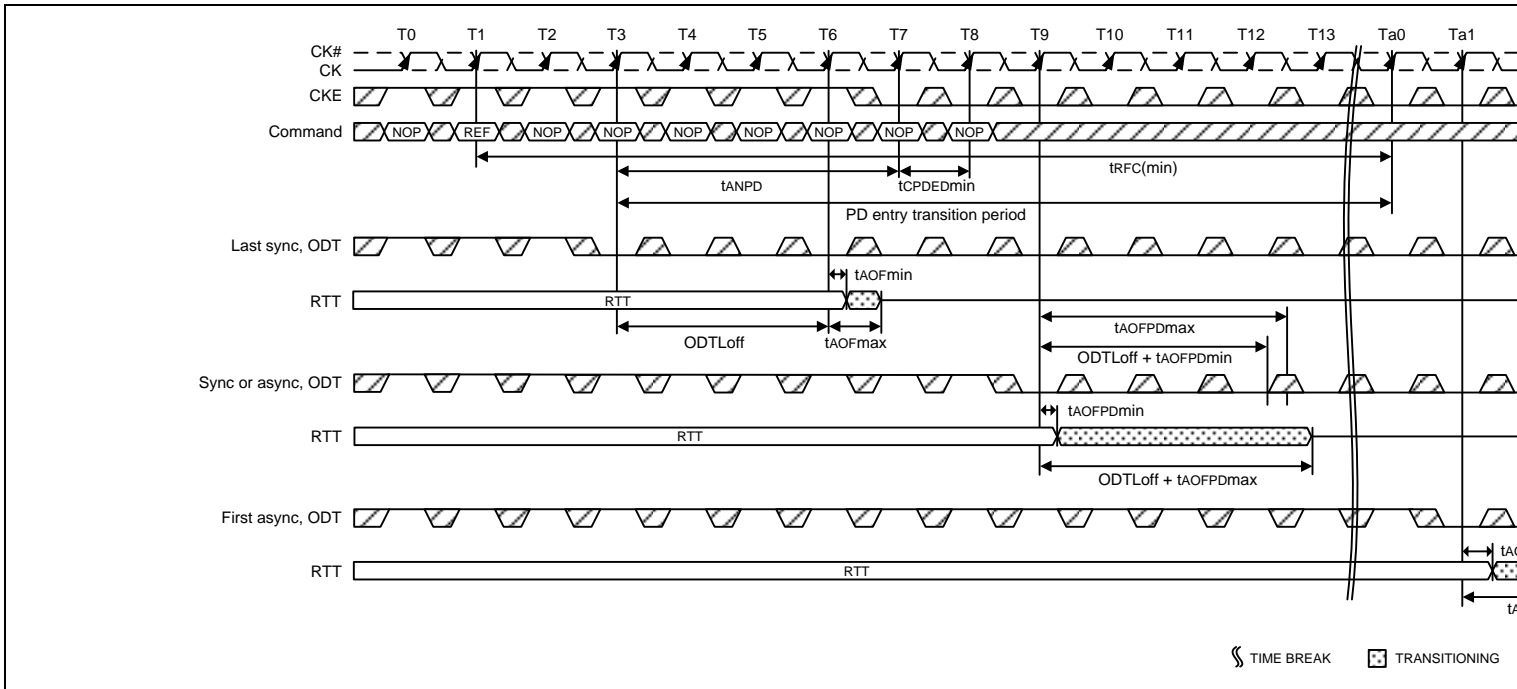 T0 T1 T2 T3 T4 T5 T6 T7 T8 T9 T10 T11 T12 T13 Ta0 Ta1
CK#
CK
CKE
Command NOP REF NOP NOP NOP NOP NOP NOP NOP
tRFC(min)
tANPD tCPDEDmin
PD entry transition period
Last sync, ODT
tAOFmin
RTT RTT
ODTLoff tAOFmax
tAOFPDmax
ODTLoff + tAOFPDmin
Sync or async, ODT
tAOFPDmin
RTT RTT
ODTLoff + tAOFPDmax
First async, ODT
RTT RTT
TIME BREAK TRANSITIONING